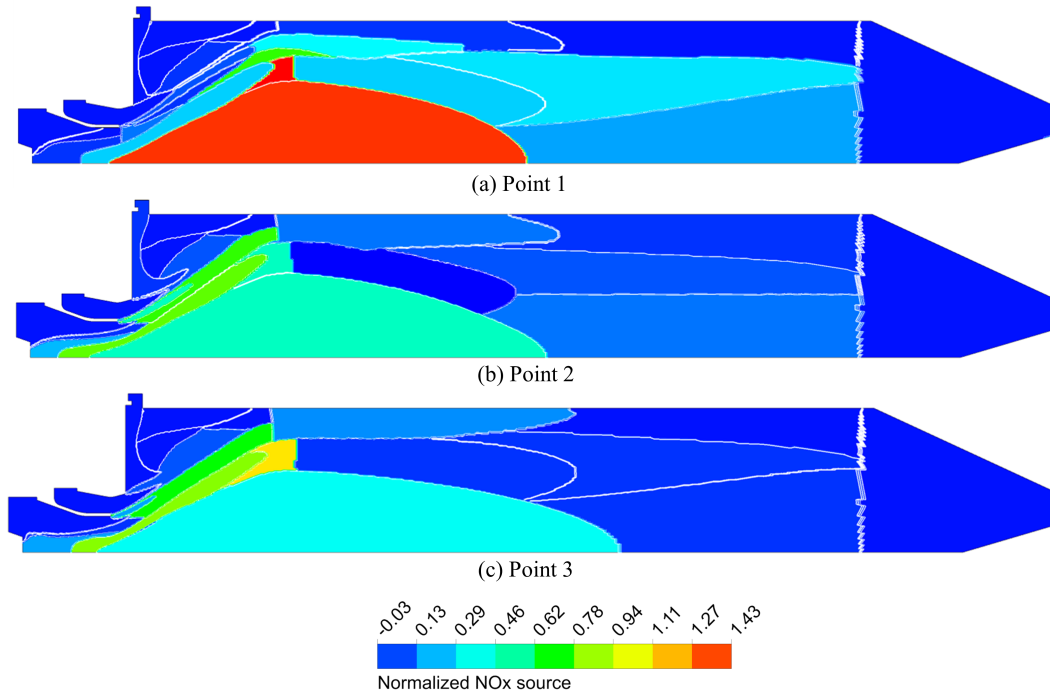 (a) Point 1
(b) Point 2
(c) Point 3
-0.03 0.13 0.29 0.46 0.62 0.78 0.94 1.11 1.27 1.43
Normalized NOx source